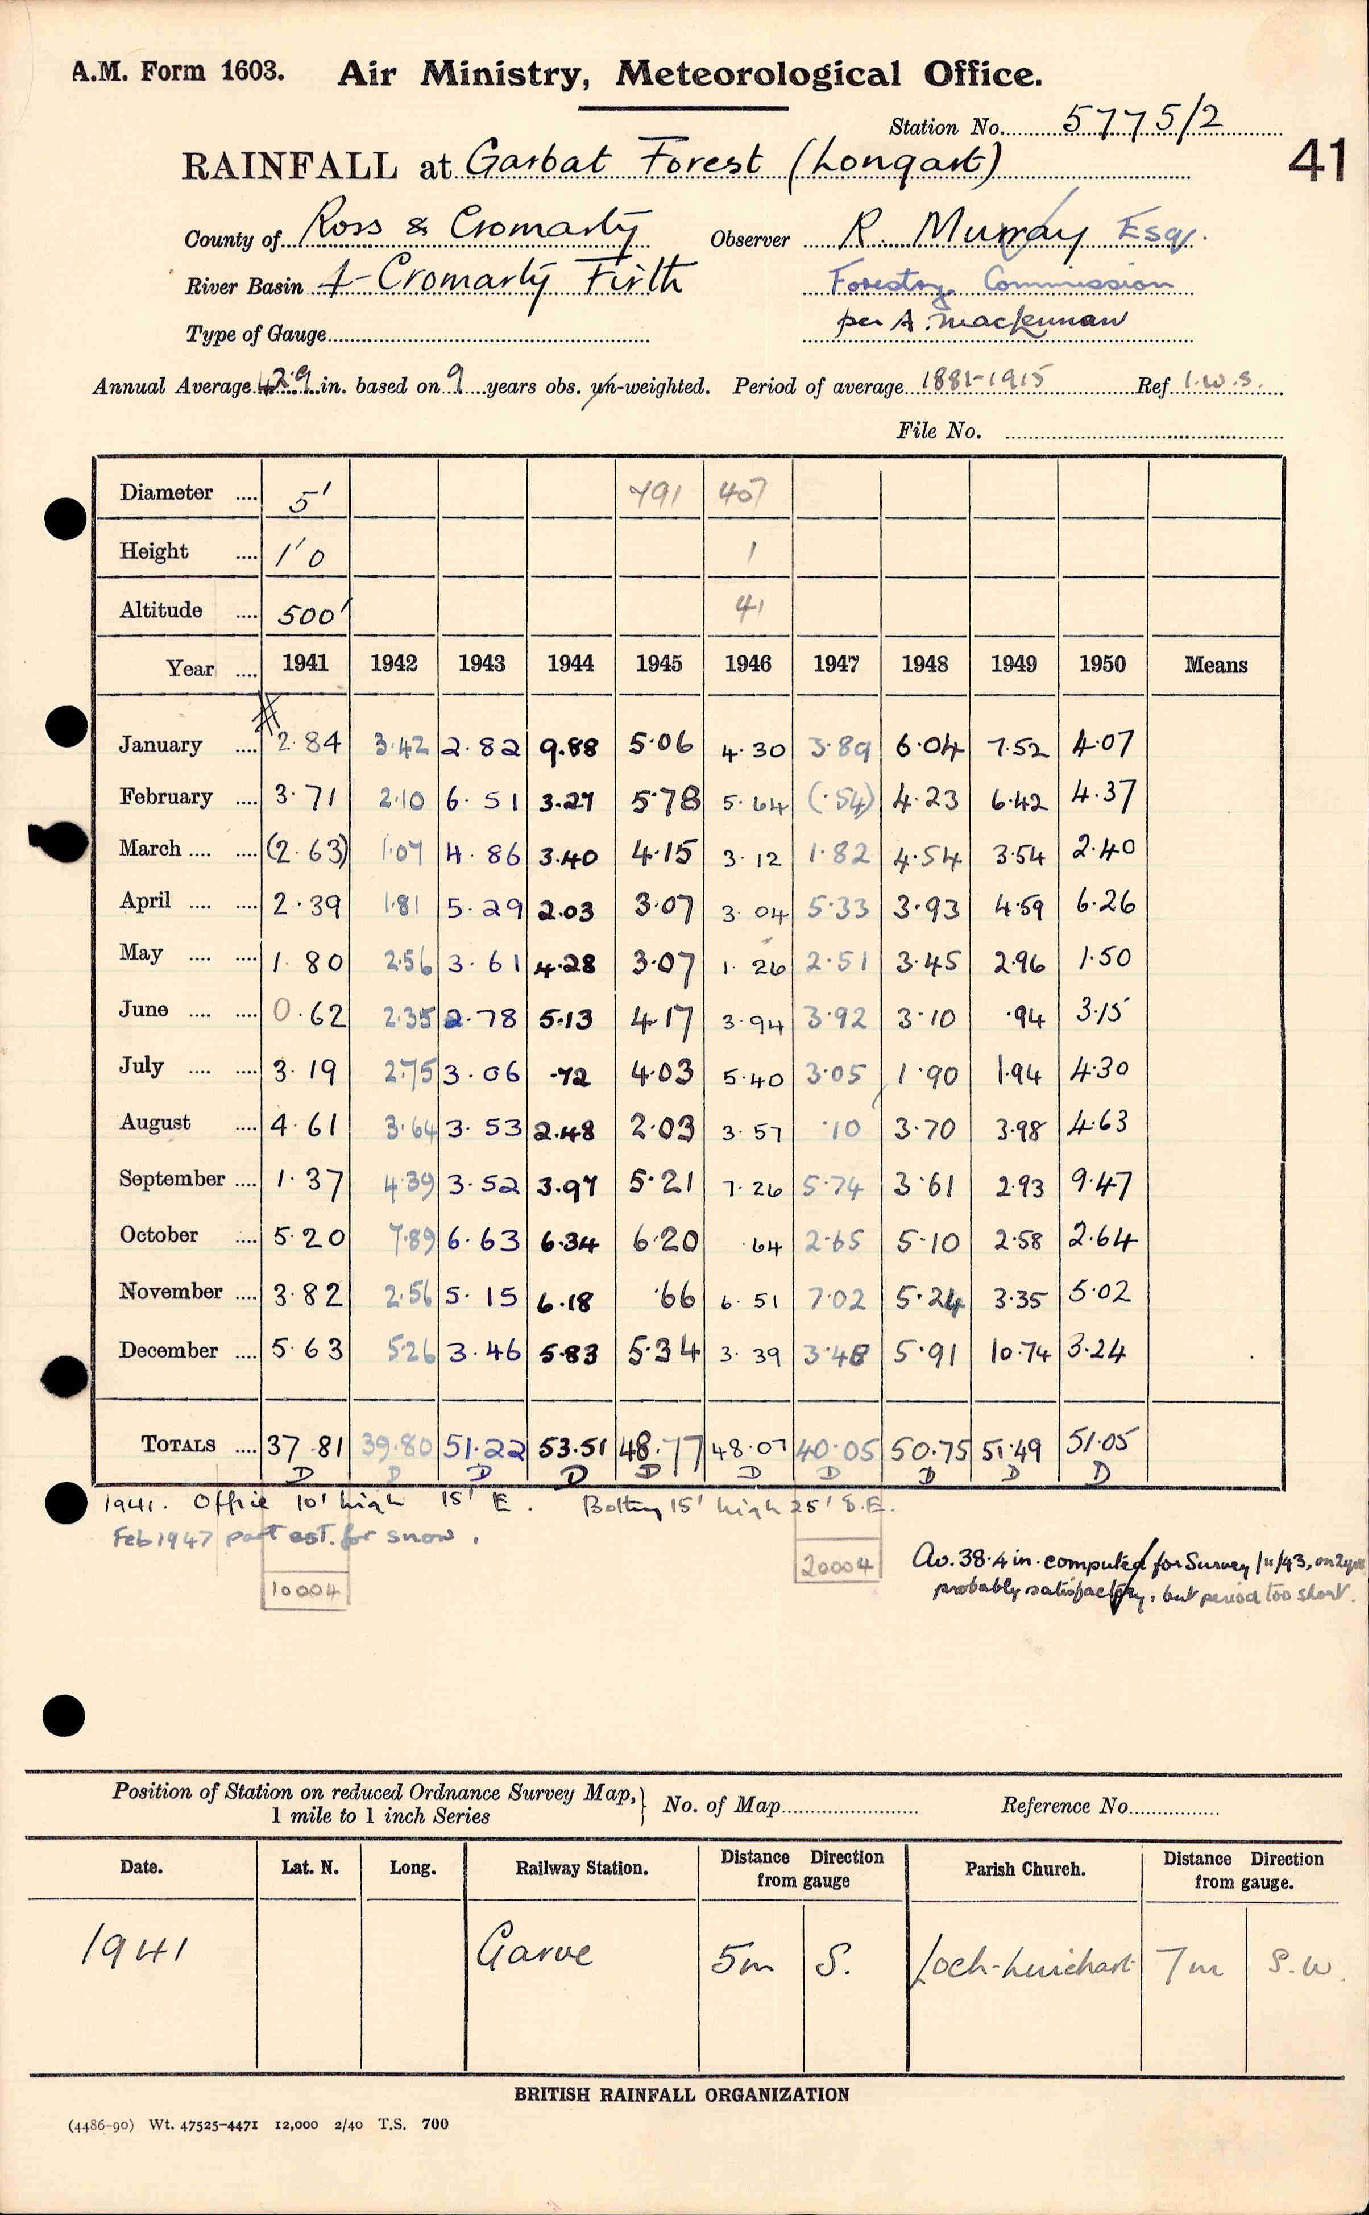 A.M. Form 1603. Air Ministry, Meteorological Office.
Station No. 5775/2
RAINFALL at Garbat Forest (Longart)
41
County of Ross & Cromarty Observer R. Murray Esq.
River Basin Cromarty Firth Forestry Commission
Type of Gauge per A. Mackennan
Annual Average 42.9 in. based on 9 years obs. un-weighted. Period of average 1881-1915 Ref I.W.S.
File No.
Diameter .... 5' 791 407
Height .... 1'0 1
Altitude .... 500' 41
Year .... 1941 1942 1943 1944 1945 1946 1947 1948 1949 1950 Means
January .... 2.84 3.42 2.82 9.88 5.06 4.30 3.89 6.04 7.52 4.07
February .... 3.71 2.10 6.51 3.27 5.78 5.64 (.54) 4.23 6.42 4.37
March .... .... (2.63) 1.07 4.86 3.40 4.15 3.12 1.82 4.54 3.54 2.40
April .... .... 2.39 1.81 5.29 2.03 3.07 3.04 5.33 3.93 4.59 6.26
May .... .... 1.80 2.56 3.61 4.28 3.07 1.26 2.51 3.45 2.96 1.50
June .... .... 0.62 2.35 2.78 5.13 4.17 3.94 3.92 3.10 .94 3.15
July .... .... 3.19 2.75 3.06 .72 4.03 5.40 3.05 1.90 1.94 4.30
August .... 4.61 3.64 3.53 2.48 2.03 3.57 .10 3.70 3.98 4.63
September .... 1.37 4.39 3.52 3.97 5.21 7.26 5.74 3.61 2.93 9.47
October .... 5.20 7.89 6.63 6.34 6.20 .64 2.65 5.10 2.58 2.64
November .... 3.82 2.56 5.15 6.18 .66 6.51 7.02 5.24 3.35 5.02
December .... 5.63 5.26 3.46 5.83 5.34 3.39 3.48 5.91 10.74 3.24
TOTALS .... 37.81 39.80 51.22 53.51 48.77 48.07 40.05 50.75 51.49 51.05
D D D D D D D D D D
1941. Office 10' high 15' E. 15' high 25' S.E.
Feb 1947 part est. for snow.
10004
20004
Av. 38.4 in. computed for Survey
probably satisfactory, but period too short.
Position of Station on reduced Ordnance Survey Map, 1 mile to 1 inch Series } No. of Map Reference No.
Date. Lat. N. Long. Railway Station. Distance Direction from gauge Parish Church. Distance Direction from gauge.
1941 Garve 5m S. Loch-Luichart 7m S.W.
BRITISH RAINFALL ORGANIZATION
(4486-90) Wt. 47525-4471 12,000 2/40 T.S. 700